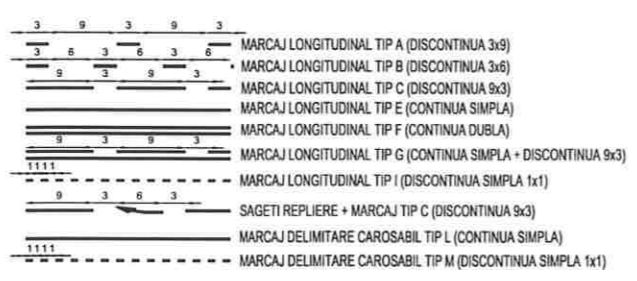 3 9 3 9 3
MARCAJ LONGITUDINAL TIP A (DISCONTINUA 3x9)
3 6 3 6 3 6
MARCAJ LONGITUDINAL TIP B (DISCONTINUA 3x6)
9 3 9 3
MARCAJ LONGITUDINAL TIP C (DISCONTINUA 9x3)
MARCAJ LONGITUDINAL TIP E (CONTINUA SIMPLA)
MARCAJ LONGITUDINAL TIP F (CONTINUA DUBLA)
9 3 9 3
MARCAJ LONGITUDINAL TIP G (CONTINUA SIMPLA + DISCONTINUA 9x3)
1111
MARCAJ LONGITUDINAL TIP I (DISCONTINUA SIMPLA 1x1)
9 3 6 3
SAGETI REPLIERE + MARCAJ TIP C (DISCONTINUA 9x3)
MARCAJ DELIMITARE CAROSABIL TIP L (CONTINUA SIMPLA)
1111
MARCAJ DELIMITARE CAROSABIL TIP M (DISCONTINUA SIMPLA 1x1)